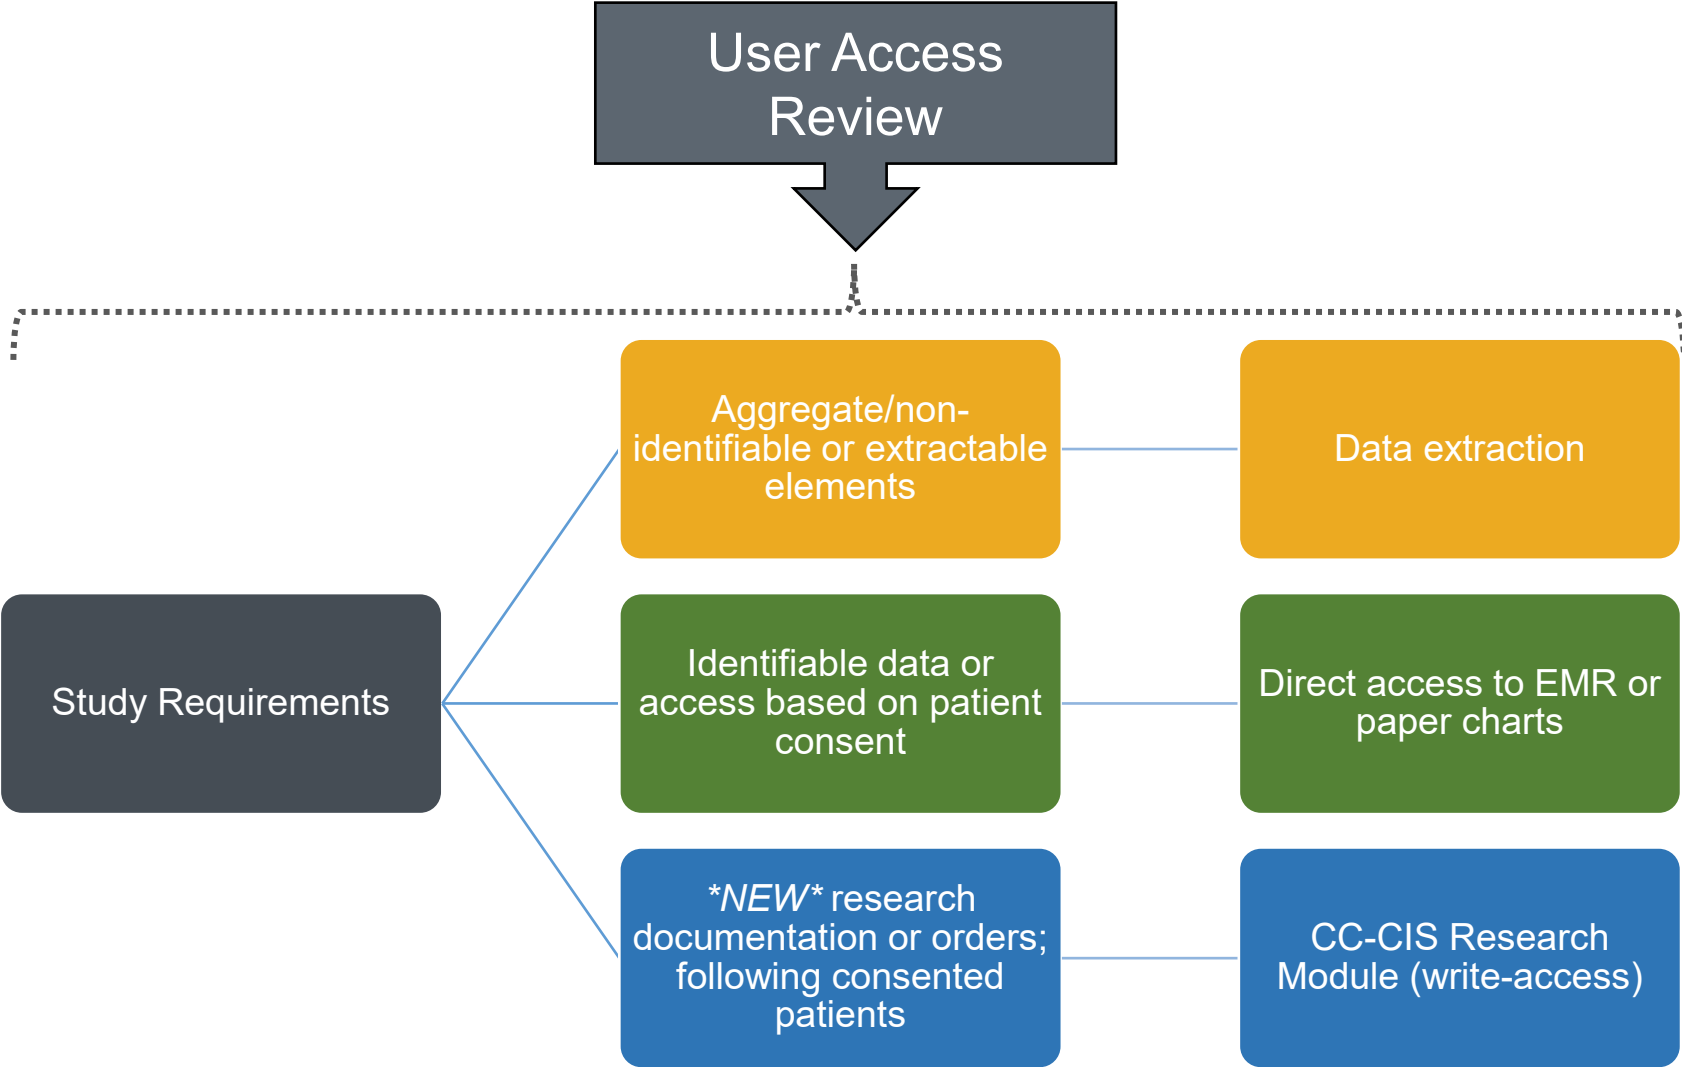 User Access
Review
Aggregate/non-
identifiable or extractable
elements
Data extraction
Study Requirements
Identifiable data or
access based on patient
consent
Direct access to EMR or
paper charts
*NEW* research
documentation or orders;
following consented
patients
CC-CIS Research
Module (write-access)